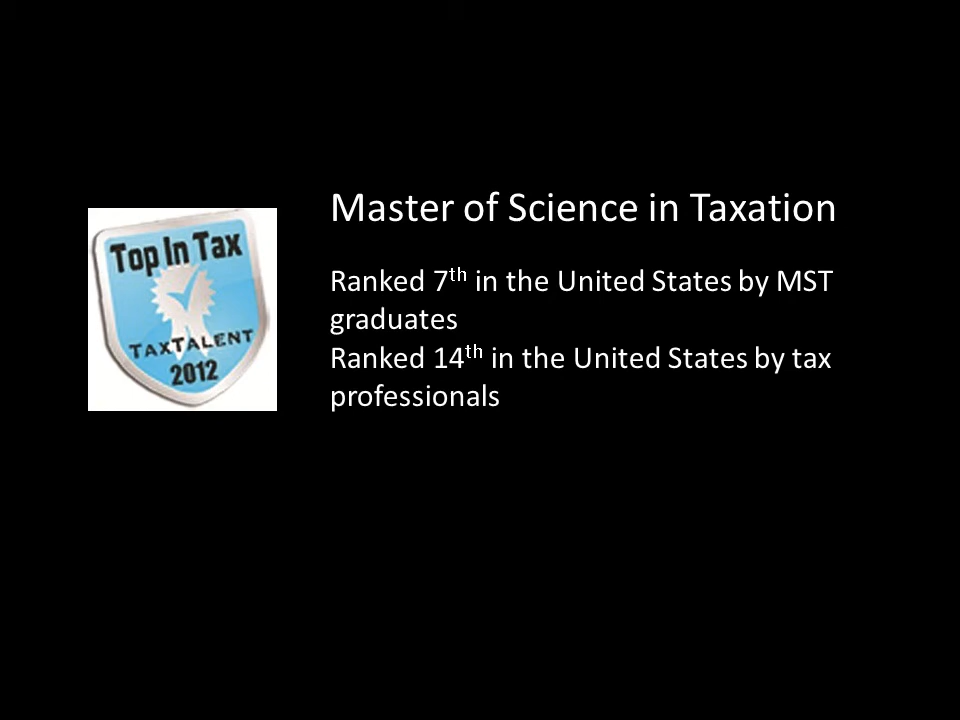 Top In Tax
TAXTALENT
2012
Master of Science in Taxation
Ranked 7th in the United States by MST
graduates
Ranked 14th in the United States by tax
professionals